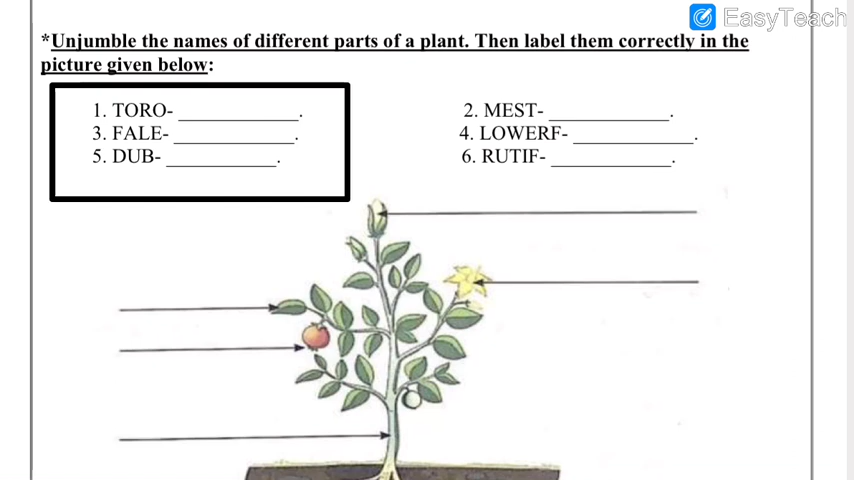 EasyTeach
*Unjumble the names of different parts of a plant. Then label them correctly in the
picture given below:
1. TORO- ____________. 2. MEST- ____________.
3. FALE- ____________. 4. LOWERF- ____________.
5. DUB- ___________. 6. RUTIF- ____________.